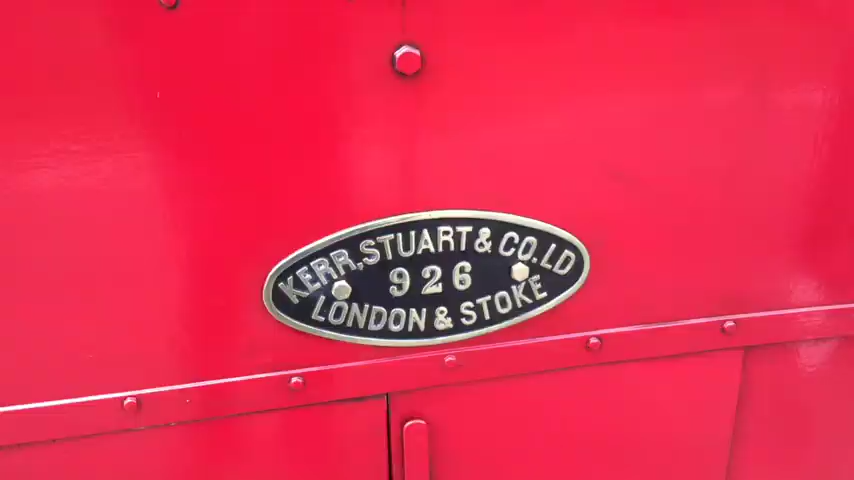 KERR, STUART & CO. LD
926
LONDON & STOKE